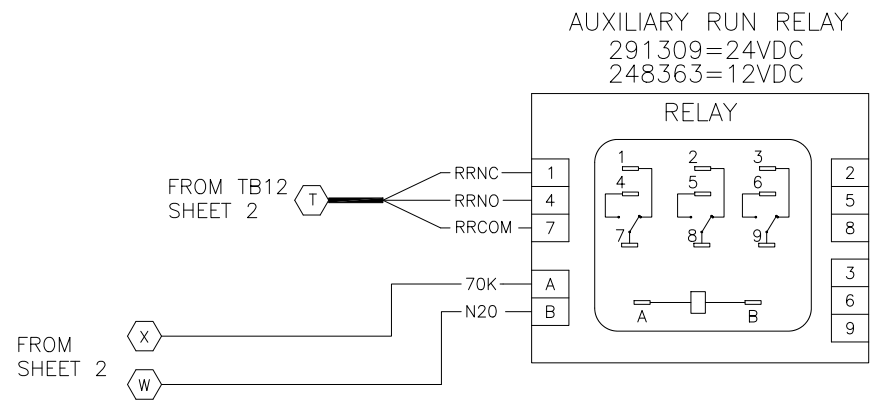 AUXILIARY RUN RELAY
291309=24VDC
248363=12VDC
RELAY
FROM TB12
SHEET 2
T
RRNC
RRNO
RRCOM
1
4
7
1 2 3
4 5 6
7 8 9
2
5
8
70K
N20
A
B
A B
3
6
9
FROM
SHEET 2
X
W